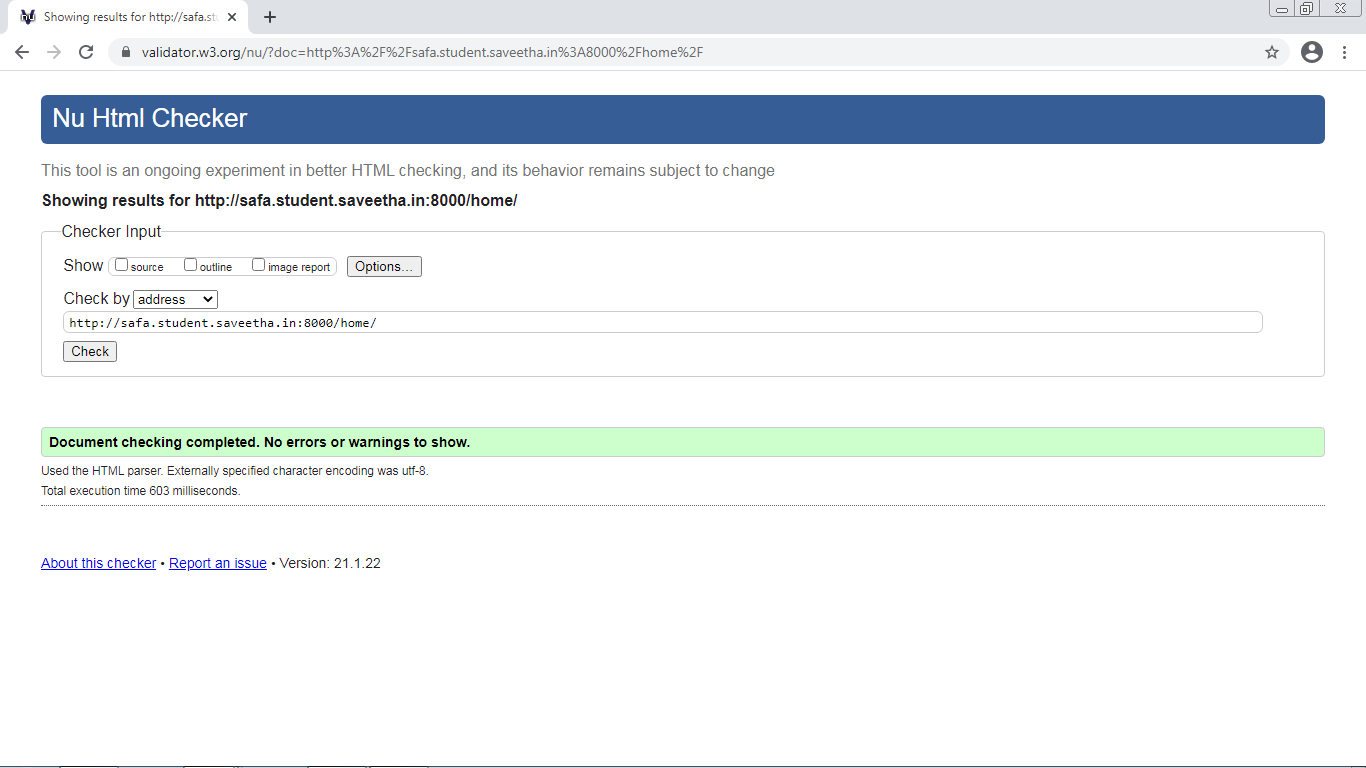 Showing results for http://safa.st
validator.w3.org/nu/?doc=http%3A%2F%2Fsafa.student.saveetha.in%3A8000%2Fhome%2F
Nu Html Checker
This tool is an ongoing experiment in better HTML checking, and its behavior remains subject to change
Showing results for http://safa.student.saveetha.in:8000/home/
Checker Input
Show source outline image report Options...
Check by address
http://safa.student.saveetha.in:8000/home/
Check
Document checking completed. No errors or warnings to show.
Used the HTML parser. Externally specified character encoding was utf-8.
Total execution time 603 milliseconds.
About this checker • Report an issue • Version: 21.1.22